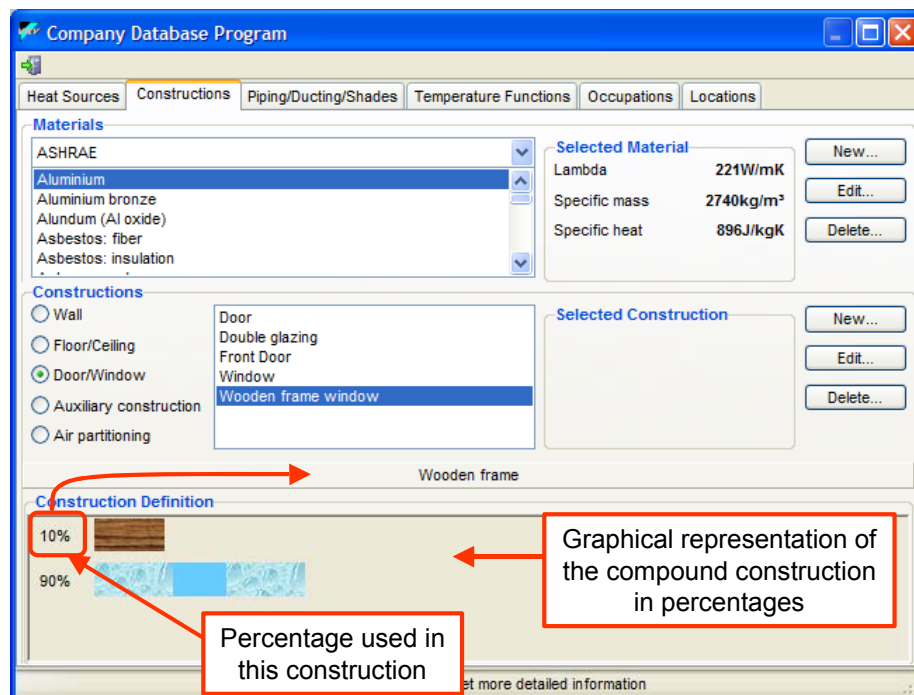 Company Database Program
Heat Sources Constructions Piping/Ducting/Shades Temperature Functions Occupations Locations
Materials
ASHRAE
Aluminium
Aluminium bronze
Alundum (Al oxide)
Asbestos: fiber
Asbestos: insulation
Selected Material
Lambda 221W/mK
Specific mass 2740kg/m³
Specific heat 896J/kgK
New...
Edit...
Delete...
Constructions
Wall
Floor/Ceiling
Door/Window
Auxiliary construction
Air partitioning
Door
Double glazing
Front Door
Window
Wooden frame window
Selected Construction
New...
Edit...
Delete...
Wooden frame
Construction Definition
10%
90%
Graphical representation of
the compound construction
in percentages
Percentage used in
this construction
more detailed information